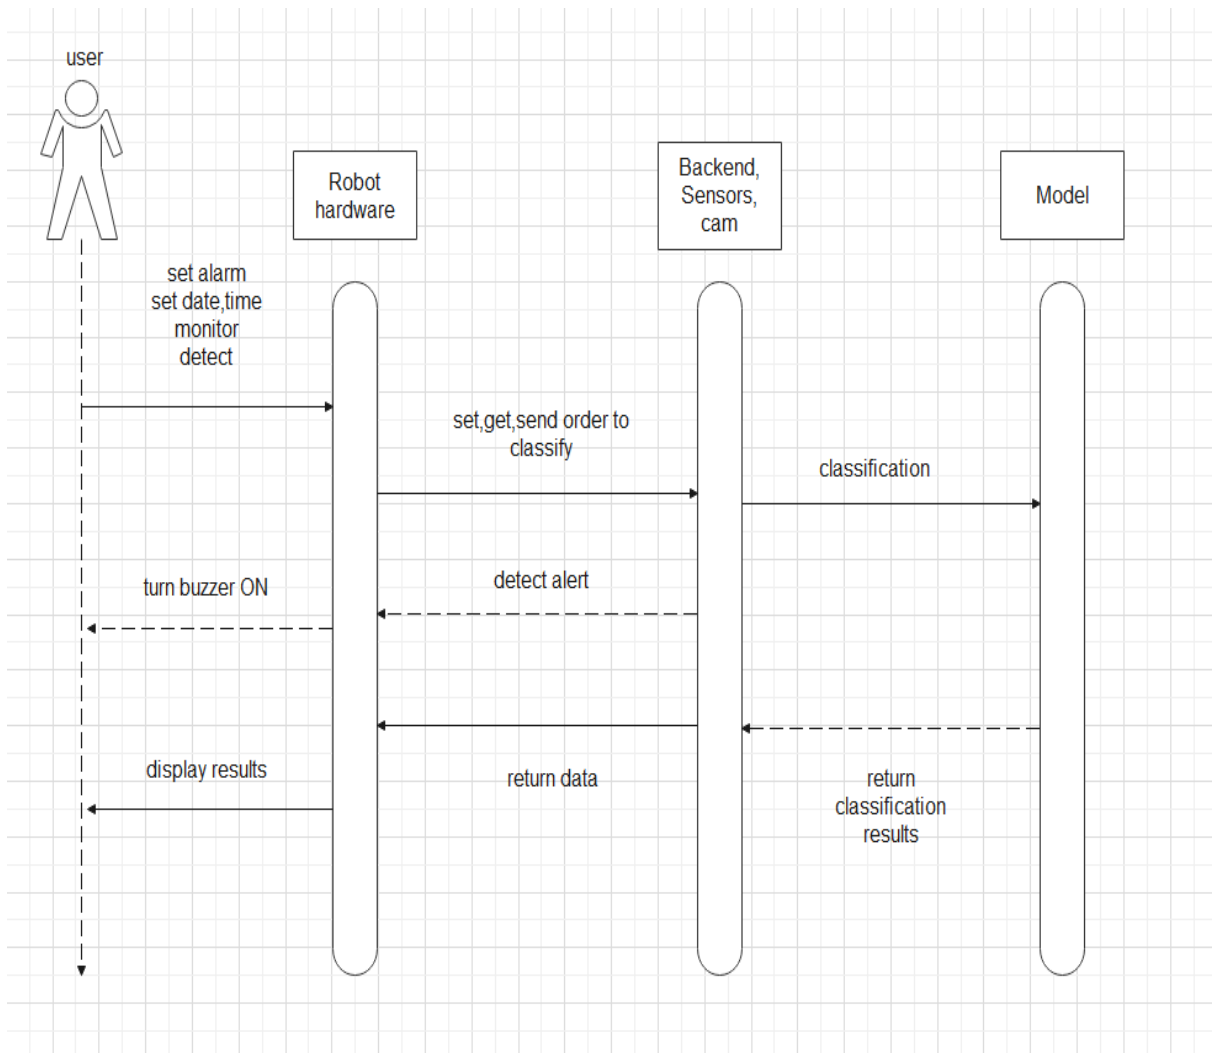 user
Robot
hardware
Backend,
Sensors,
cam
Model
set alarm
set date,time
monitor
detect
set,get,send order to
classify
classification
turn buzzer ON
detect alert
display results
return data
return
classification
results